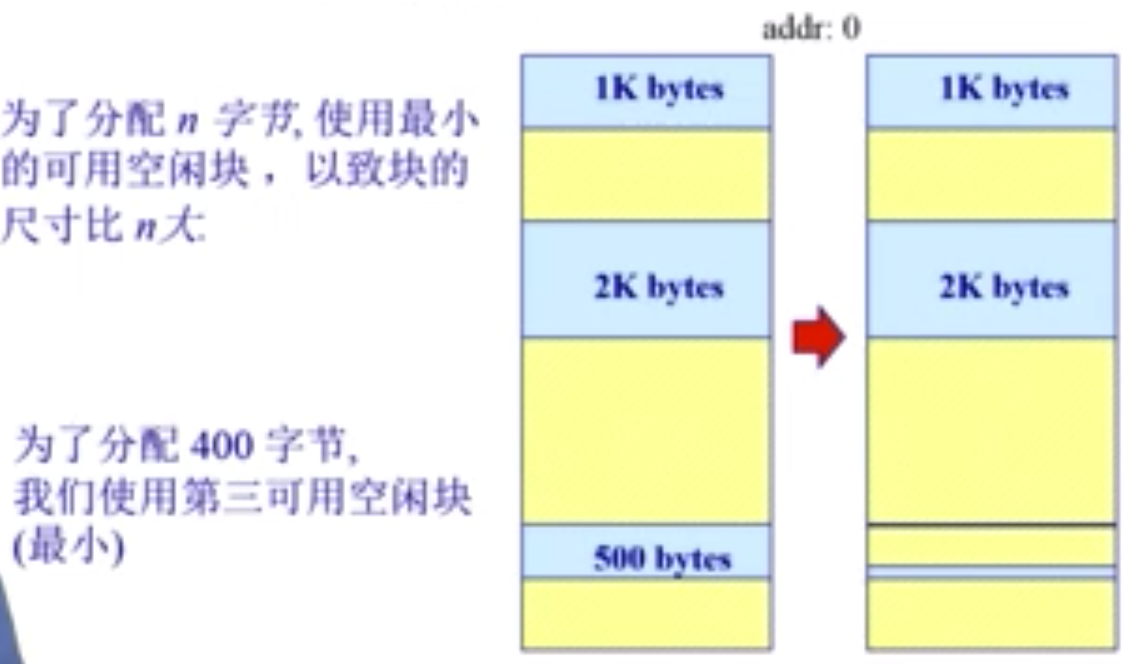 addr: 0
为了分配 n 字节, 使用最小
的可用空闲块，以致块的
尺寸比 n大.
为了分配 400 字节,
我们使用第三可用空闲块
(最小)
1K bytes
2K bytes
500 bytes
1K bytes
2K bytes